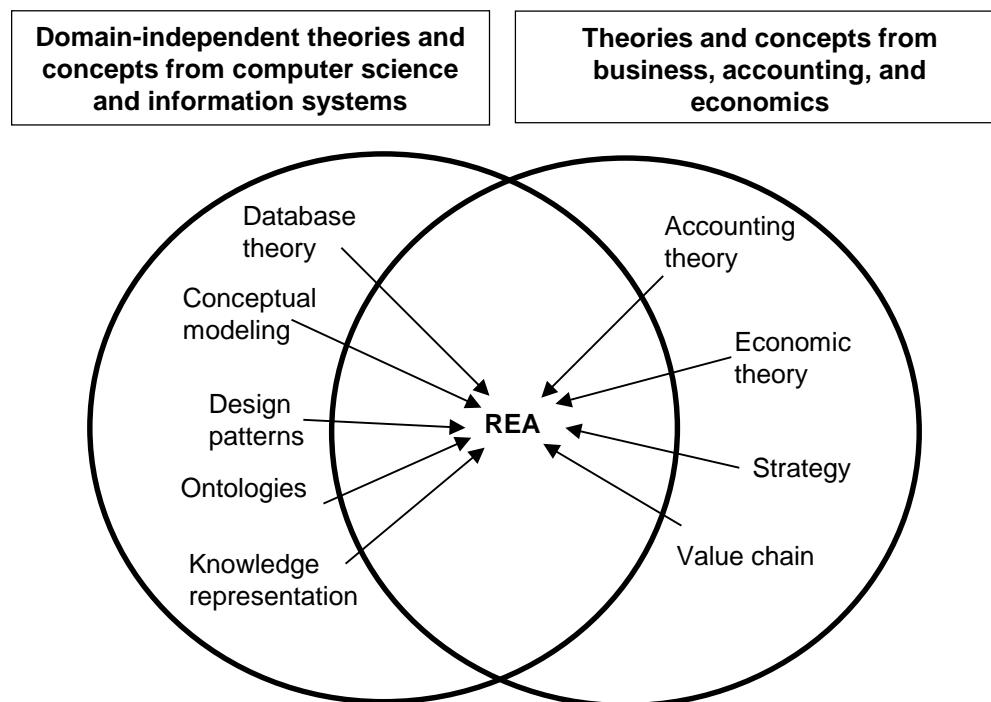 Domain-independent theories and
concepts from computer science
and information systems
Theories and concepts from
business, accounting, and
economics
Database
theory
Conceptual
modeling
Design
patterns
Ontologies
Knowledge
representation
REA
Accounting
theory
Economic
theory
Strategy
Value chain